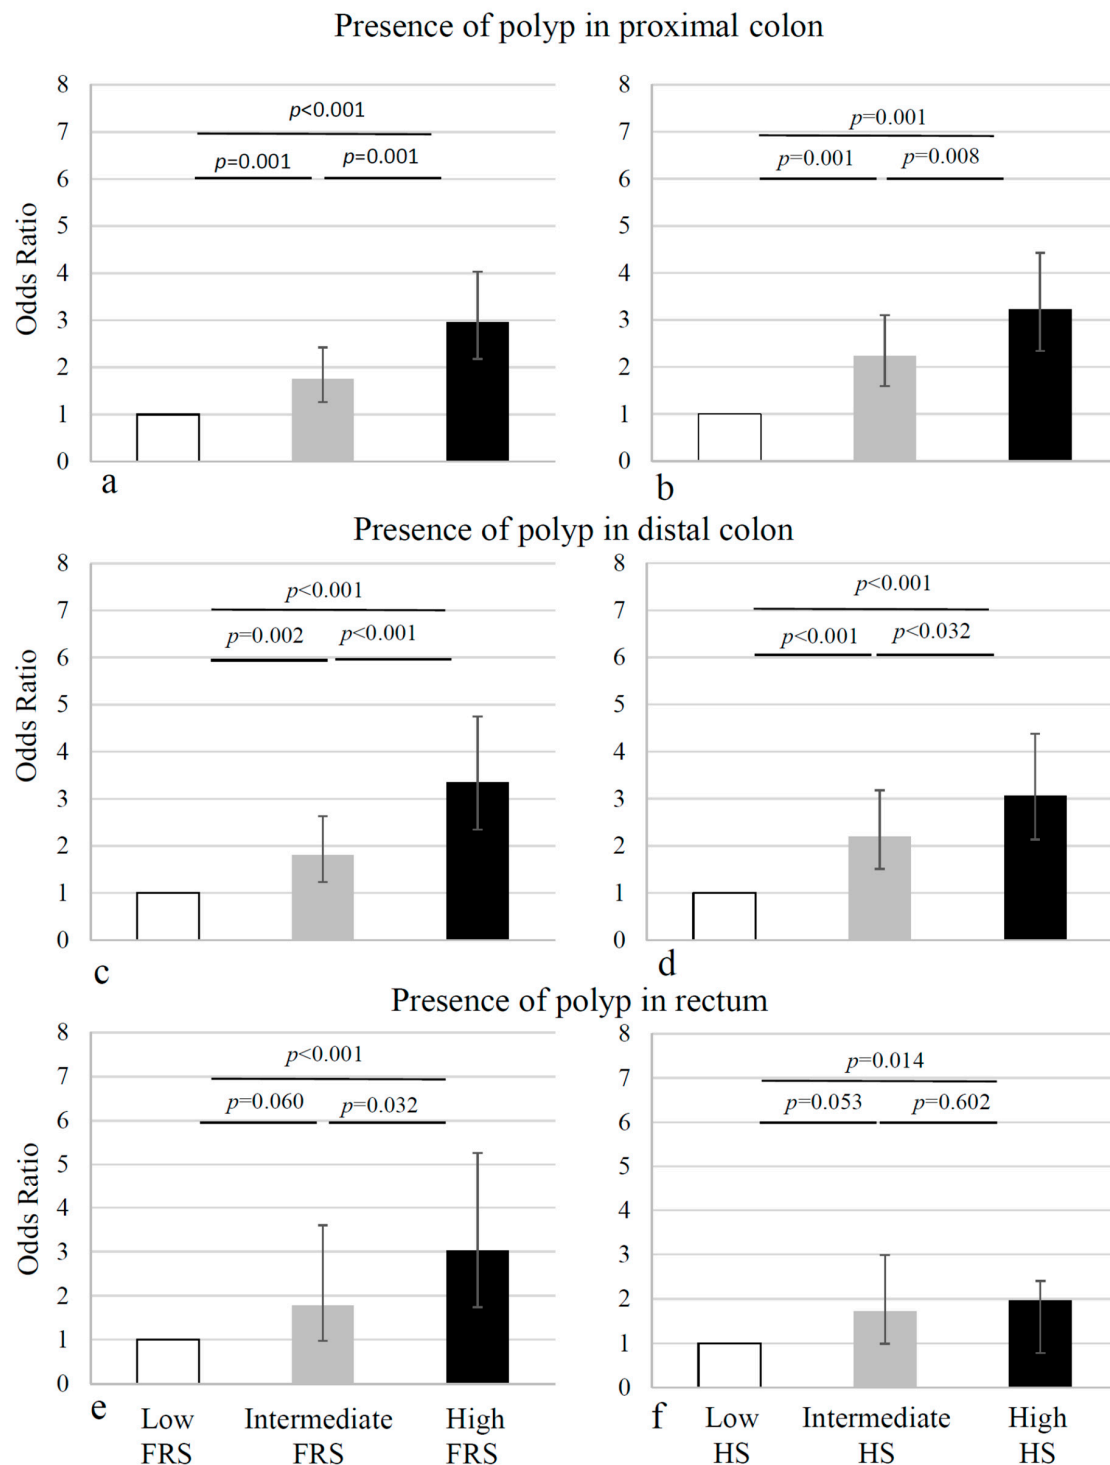 Presence of polyp in proximal colon
Odds Ratio
8
7
6
5
4
3
2
1
0
p<0.001
p=0.001
p=0.001
a
8
7
6
5
4
3
2
1
0
p=0.001
p=0.001
p=0.008
b
Presence of polyp in distal colon
Odds Ratio
8
7
6
5
4
3
2
1
0
p<0.001
p=0.002
p<0.001
c
8
7
6
5
4
3
2
1
0
p<0.001
p<0.001
p<0.032
d
Presence of polyp in rectum
Odds Ratio
8
7
6
5
4
3
2
1
0
p<0.001
p=0.060
p=0.032
e
Low
FRS
Intermediate
FRS
High
FRS
8
7
6
5
4
3
2
1
0
p=0.014
p=0.053
p=0.602
f
Low
HS
Intermediate
HS
High
HS